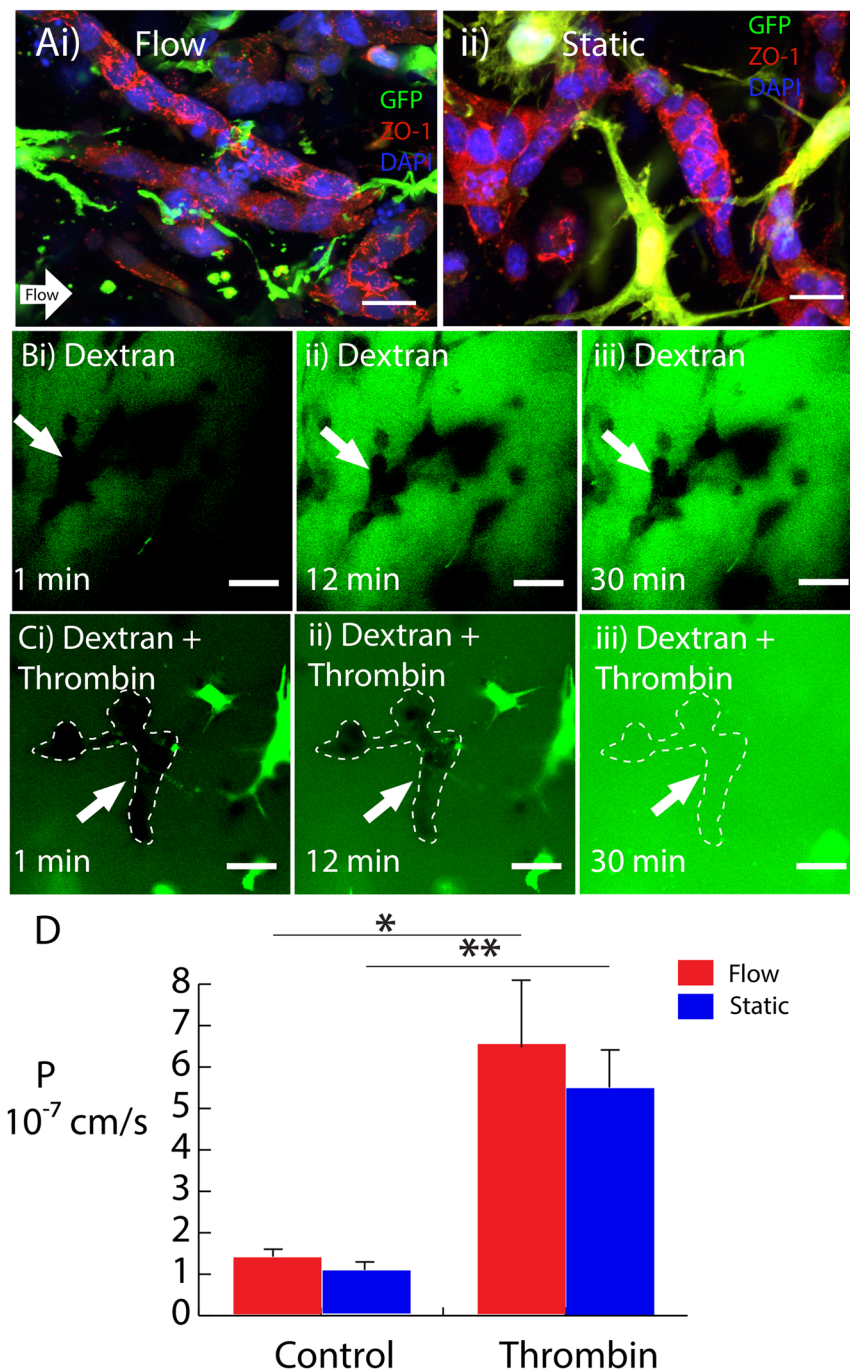 Ai) Flow
GFP
ZO-1
DAPI
Flow
ii) Static
GFP
ZO-1
DAPI
Bi) Dextran
1 min
ii) Dextran
12 min
iii) Dextran
30 min
Ci) Dextran +
Thrombin
1 min
ii) Dextran +
Thrombin
12 min
iii) Dextran +
Thrombin
30 min
D
*
**
Flow
Static
P
10⁻⁷ cm/s
8
7
6
5
4
3
2
1
0
Control
Thrombin